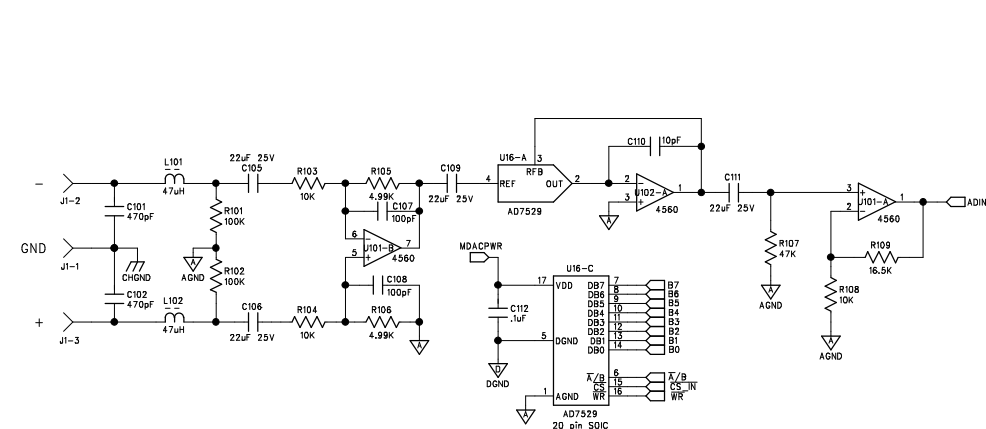 C110 10pF
U16-A 3
RFB
22uF 25V
L101
C105
R103
R105
C109
4 REF OUT 2
2 - U102-A 1
3 +
4560
C111
22uF 25V
3 + U101-A 1
2 -
4560
ADIN
-
J1-2
47uH
10K
4.99K
22uF 25V
AD7529
A
C101
470pF
R101
100K
C107
100pF
6 - U101-B 7
5 +
4560
MDACPWR
R107
47K
R109
16.5K
GND
J1-1
CHGND
A
AGND
R102
100K
C108
100pF
U16-C
A
AGND
R108
10K
C102
470pF
L102
C106
R104
R106
17 VDD DB7 7 B7
DB6 8 B6
DB5 9 B5
DB4 10 B4
DB3 11 B3
DB2 12 B2
DB1 13 B1
DB0 14 B0
C112
.1uF
+
J1-3
47uH
22uF 25V
10K
4.99K
A
5 DGND
D
DGND
A
AGND
A/B 6 A/B
CS 15 CS_IN
WR 16 WR
1 AGND
A
AD7529
20 pin SOIC